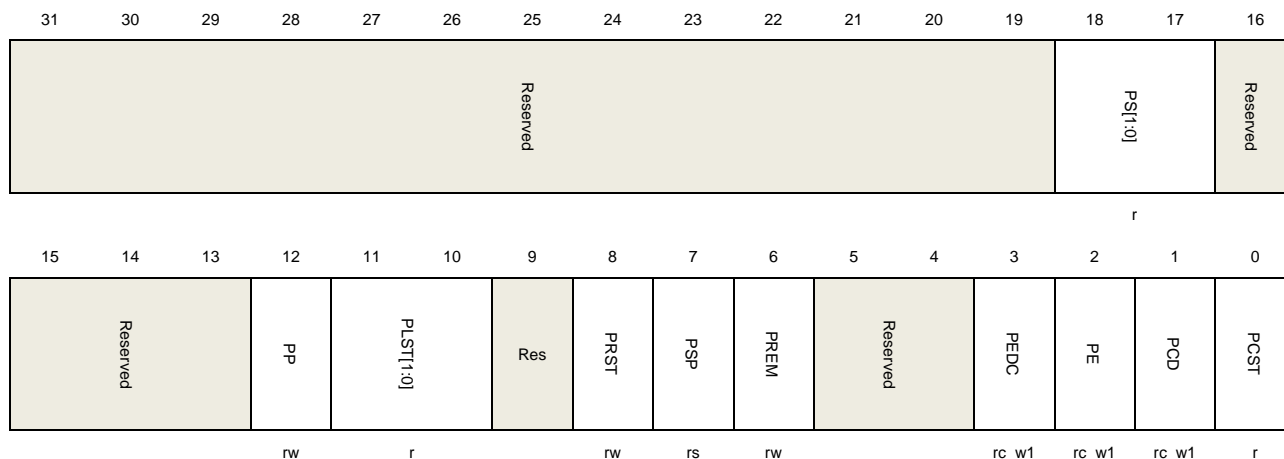 31 30 29 28 27 26 25 24 23 22 21 20 19 18 17 16
Reserved PS[1:0] Reserved
r
15 14 13 12 11 10 9 8 7 6 5 4 3 2 1 0
Reserved PP PLST[1:0] Res PRST PSP PREM Reserved PEDC PE PCD PCST
rw r rw rs rw rc_w1 rc_w1 rc_w1 r